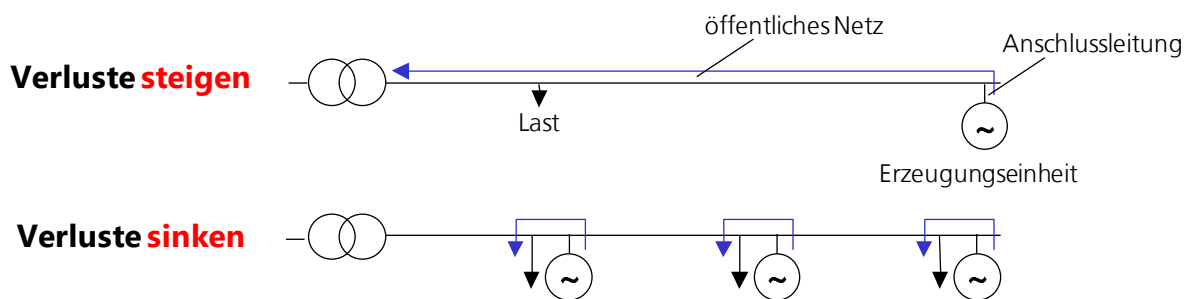 öffentliches Netz
Anschlussleitung
Verluste steigen
Last
~
Erzeugungseinheit
Verluste sinken
~ ~ ~